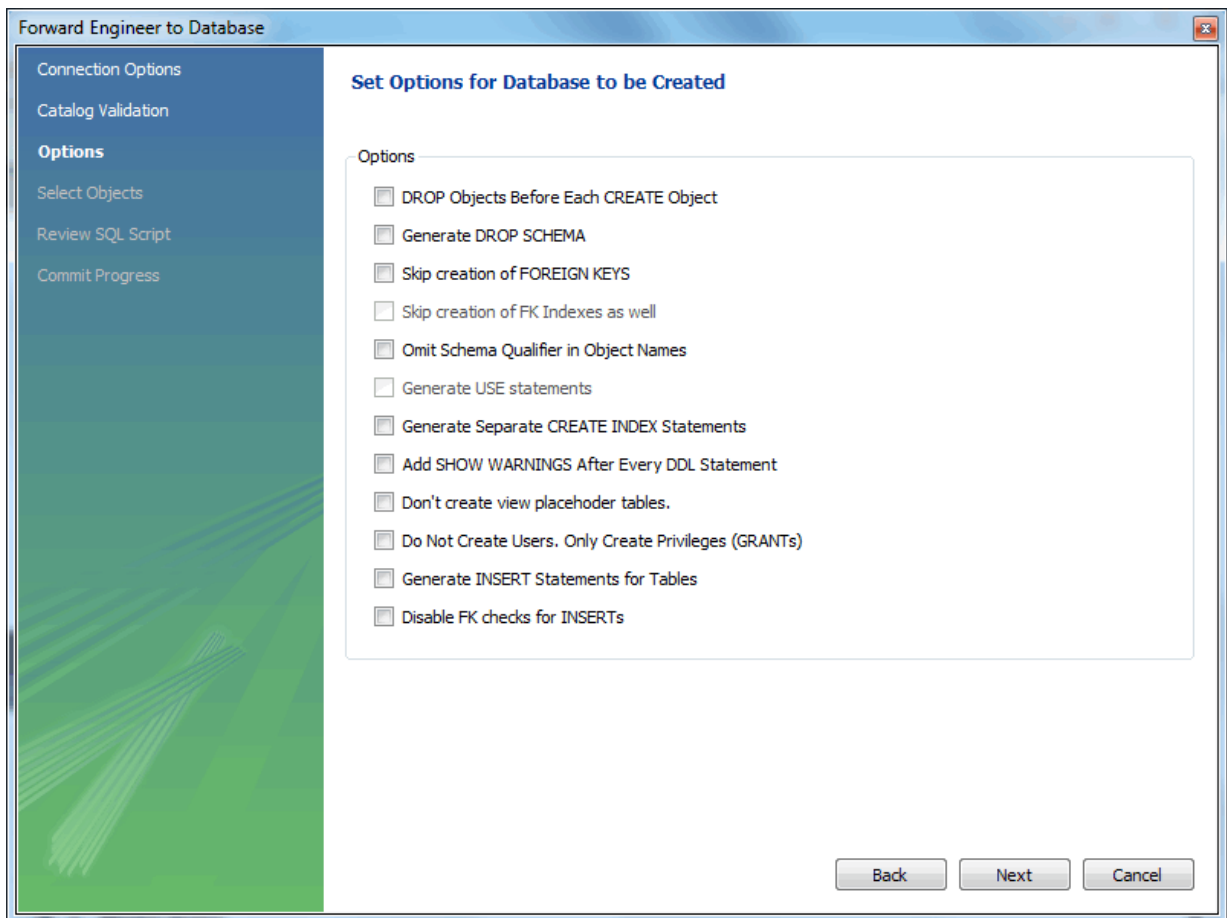 Forward Engineer to Database
Connection Options
Catalog Validation
Options
Select Objects
Review SQL Script
Commit Progress
Set Options for Database to be Created
Options
DROP Objects Before Each CREATE Object
Generate DROP SCHEMA
Skip creation of FOREIGN KEYS
Skip creation of FK Indexes as well
Omit Schema Qualifier in Object Names
Generate USE statements
Generate Separate CREATE INDEX Statements
Add SHOW WARNINGS After Every DDL Statement
Don't create view placehoder tables.
Do Not Create Users. Only Create Privileges (GRANTs)
Generate INSERT Statements for Tables
Disable FK checks for INSERTs
Back Next Cancel